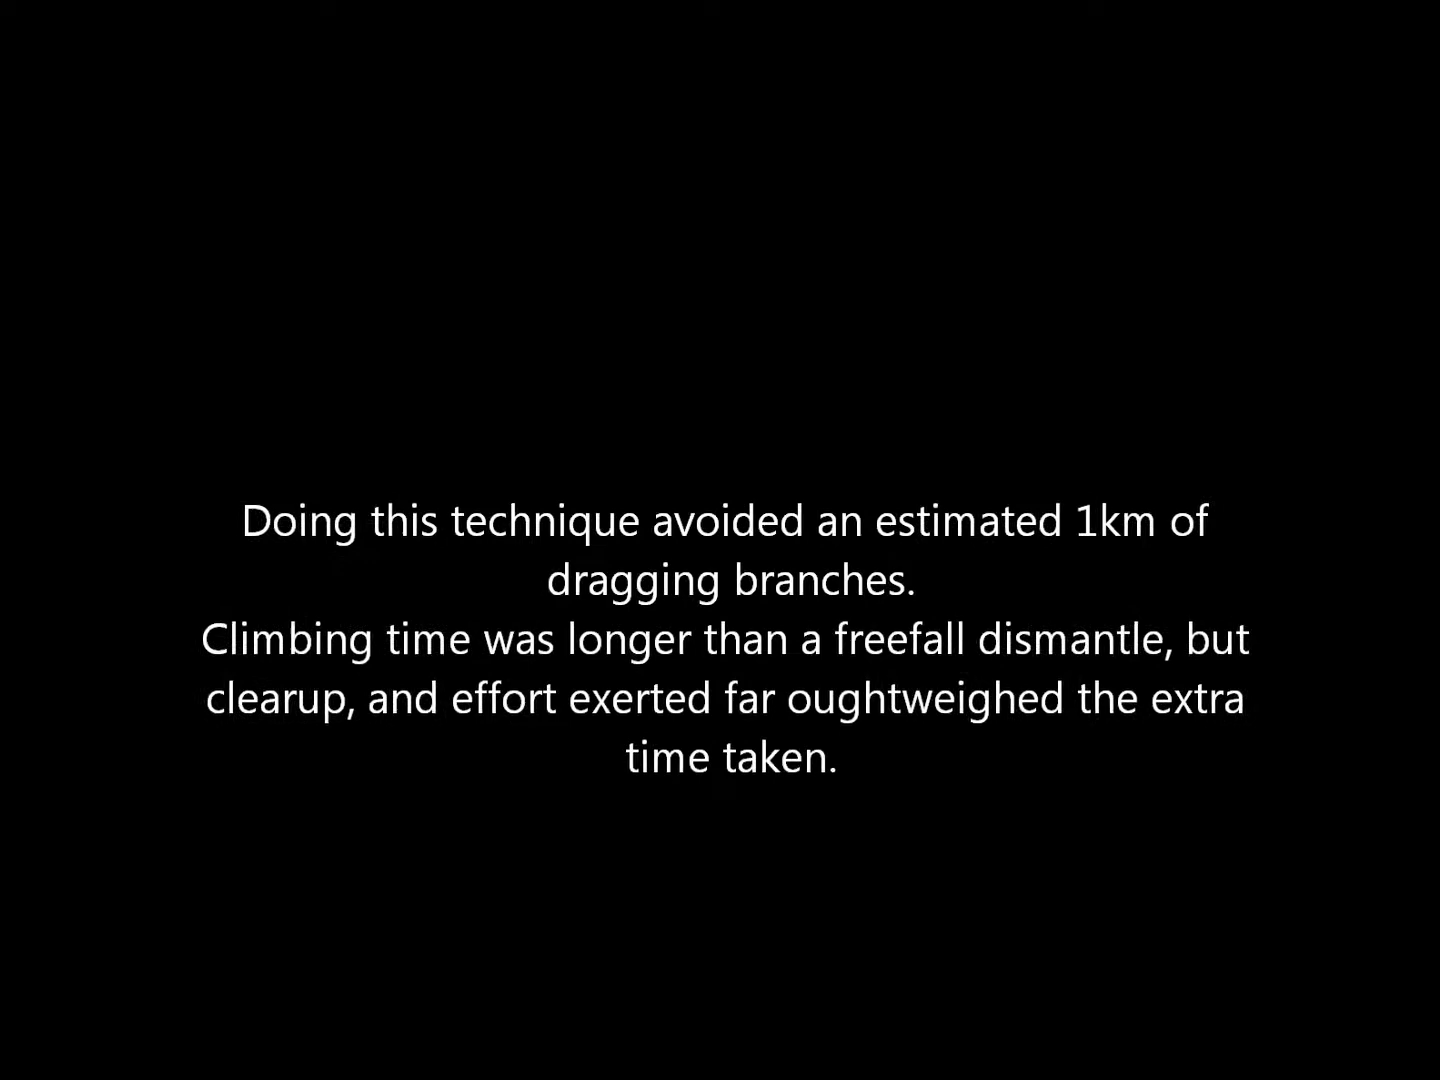 Doing this technique avoided an estimated 1km of
dragging branches.
Climbing time was longer than a freefall dismantle, but
clearup, and effort exerted far oughtweighed the extra
time taken.